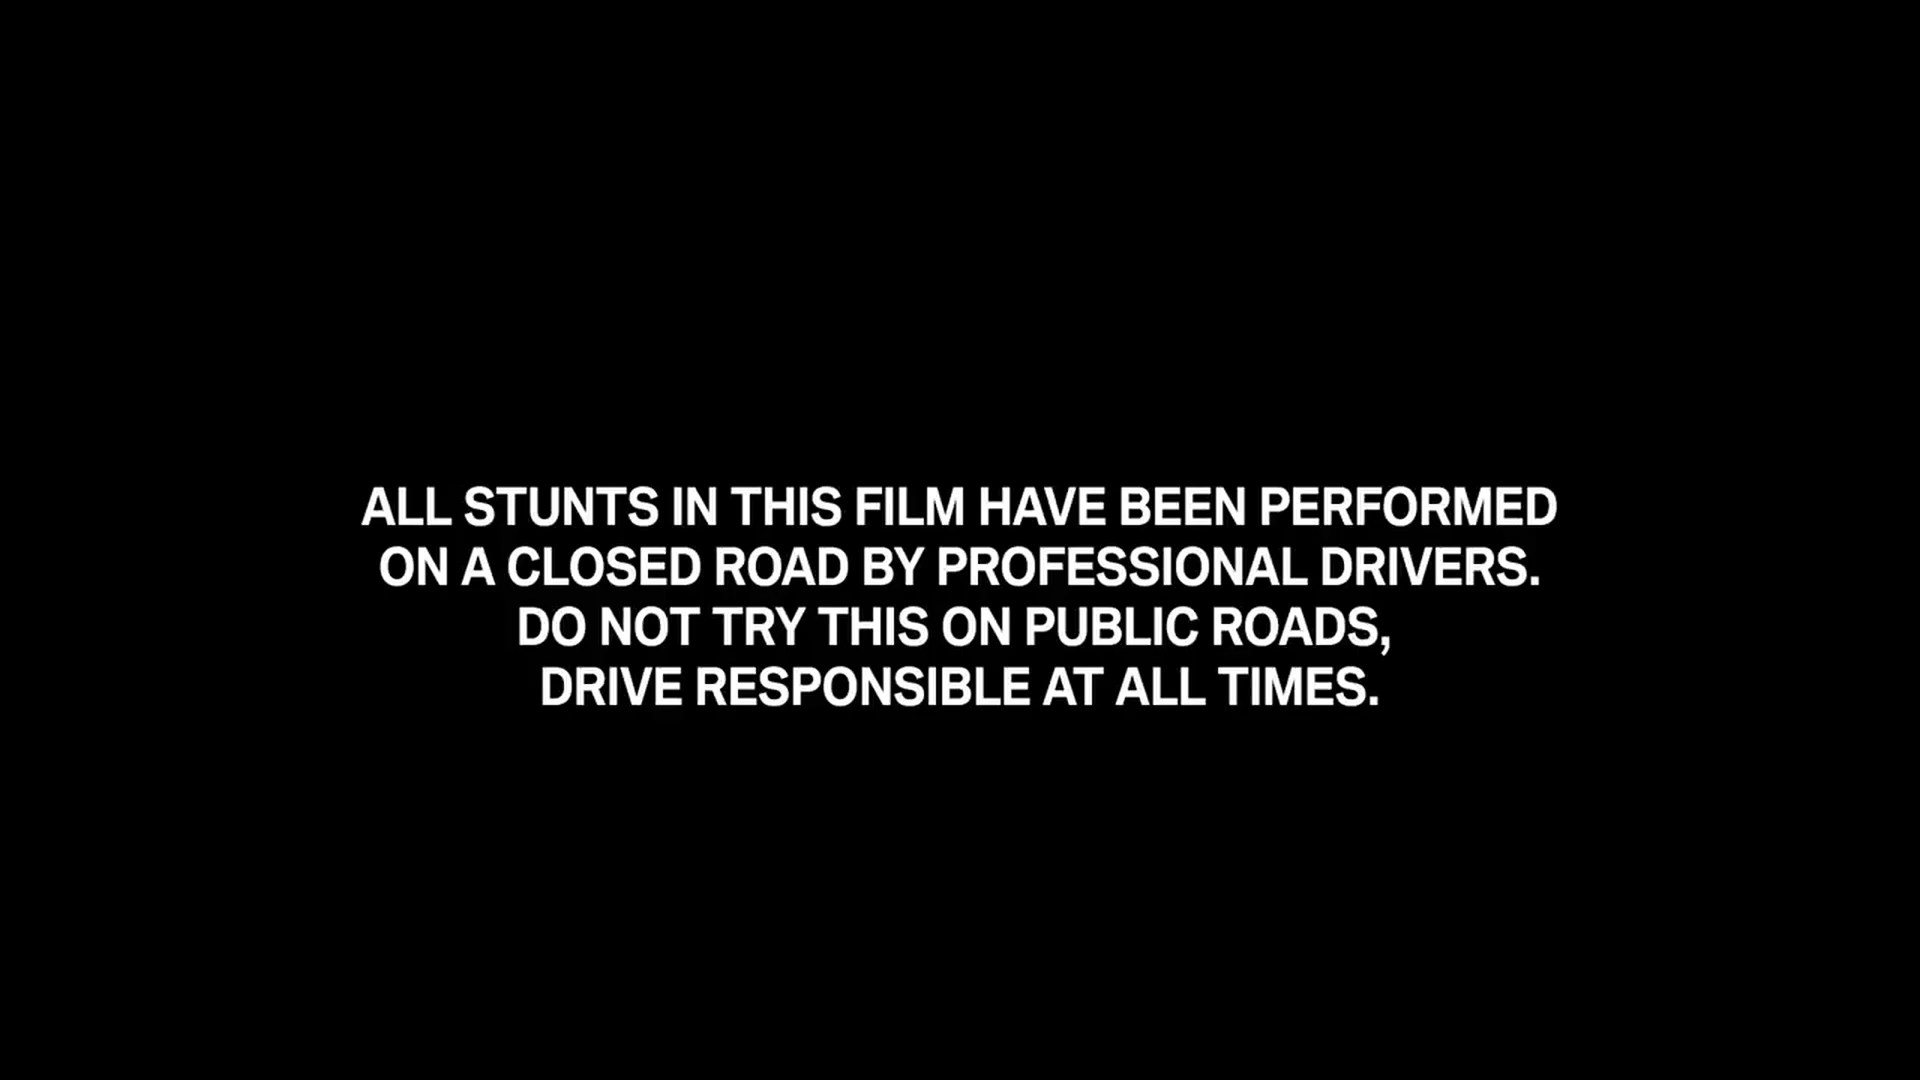 ALL STUNTS IN THIS FILM HAVE BEEN PERFORMED
ON A CLOSED ROAD BY PROFESSIONAL DRIVERS.
DO NOT TRY THIS ON PUBLIC ROADS,
DRIVE RESPONSIBLE AT ALL TIMES.